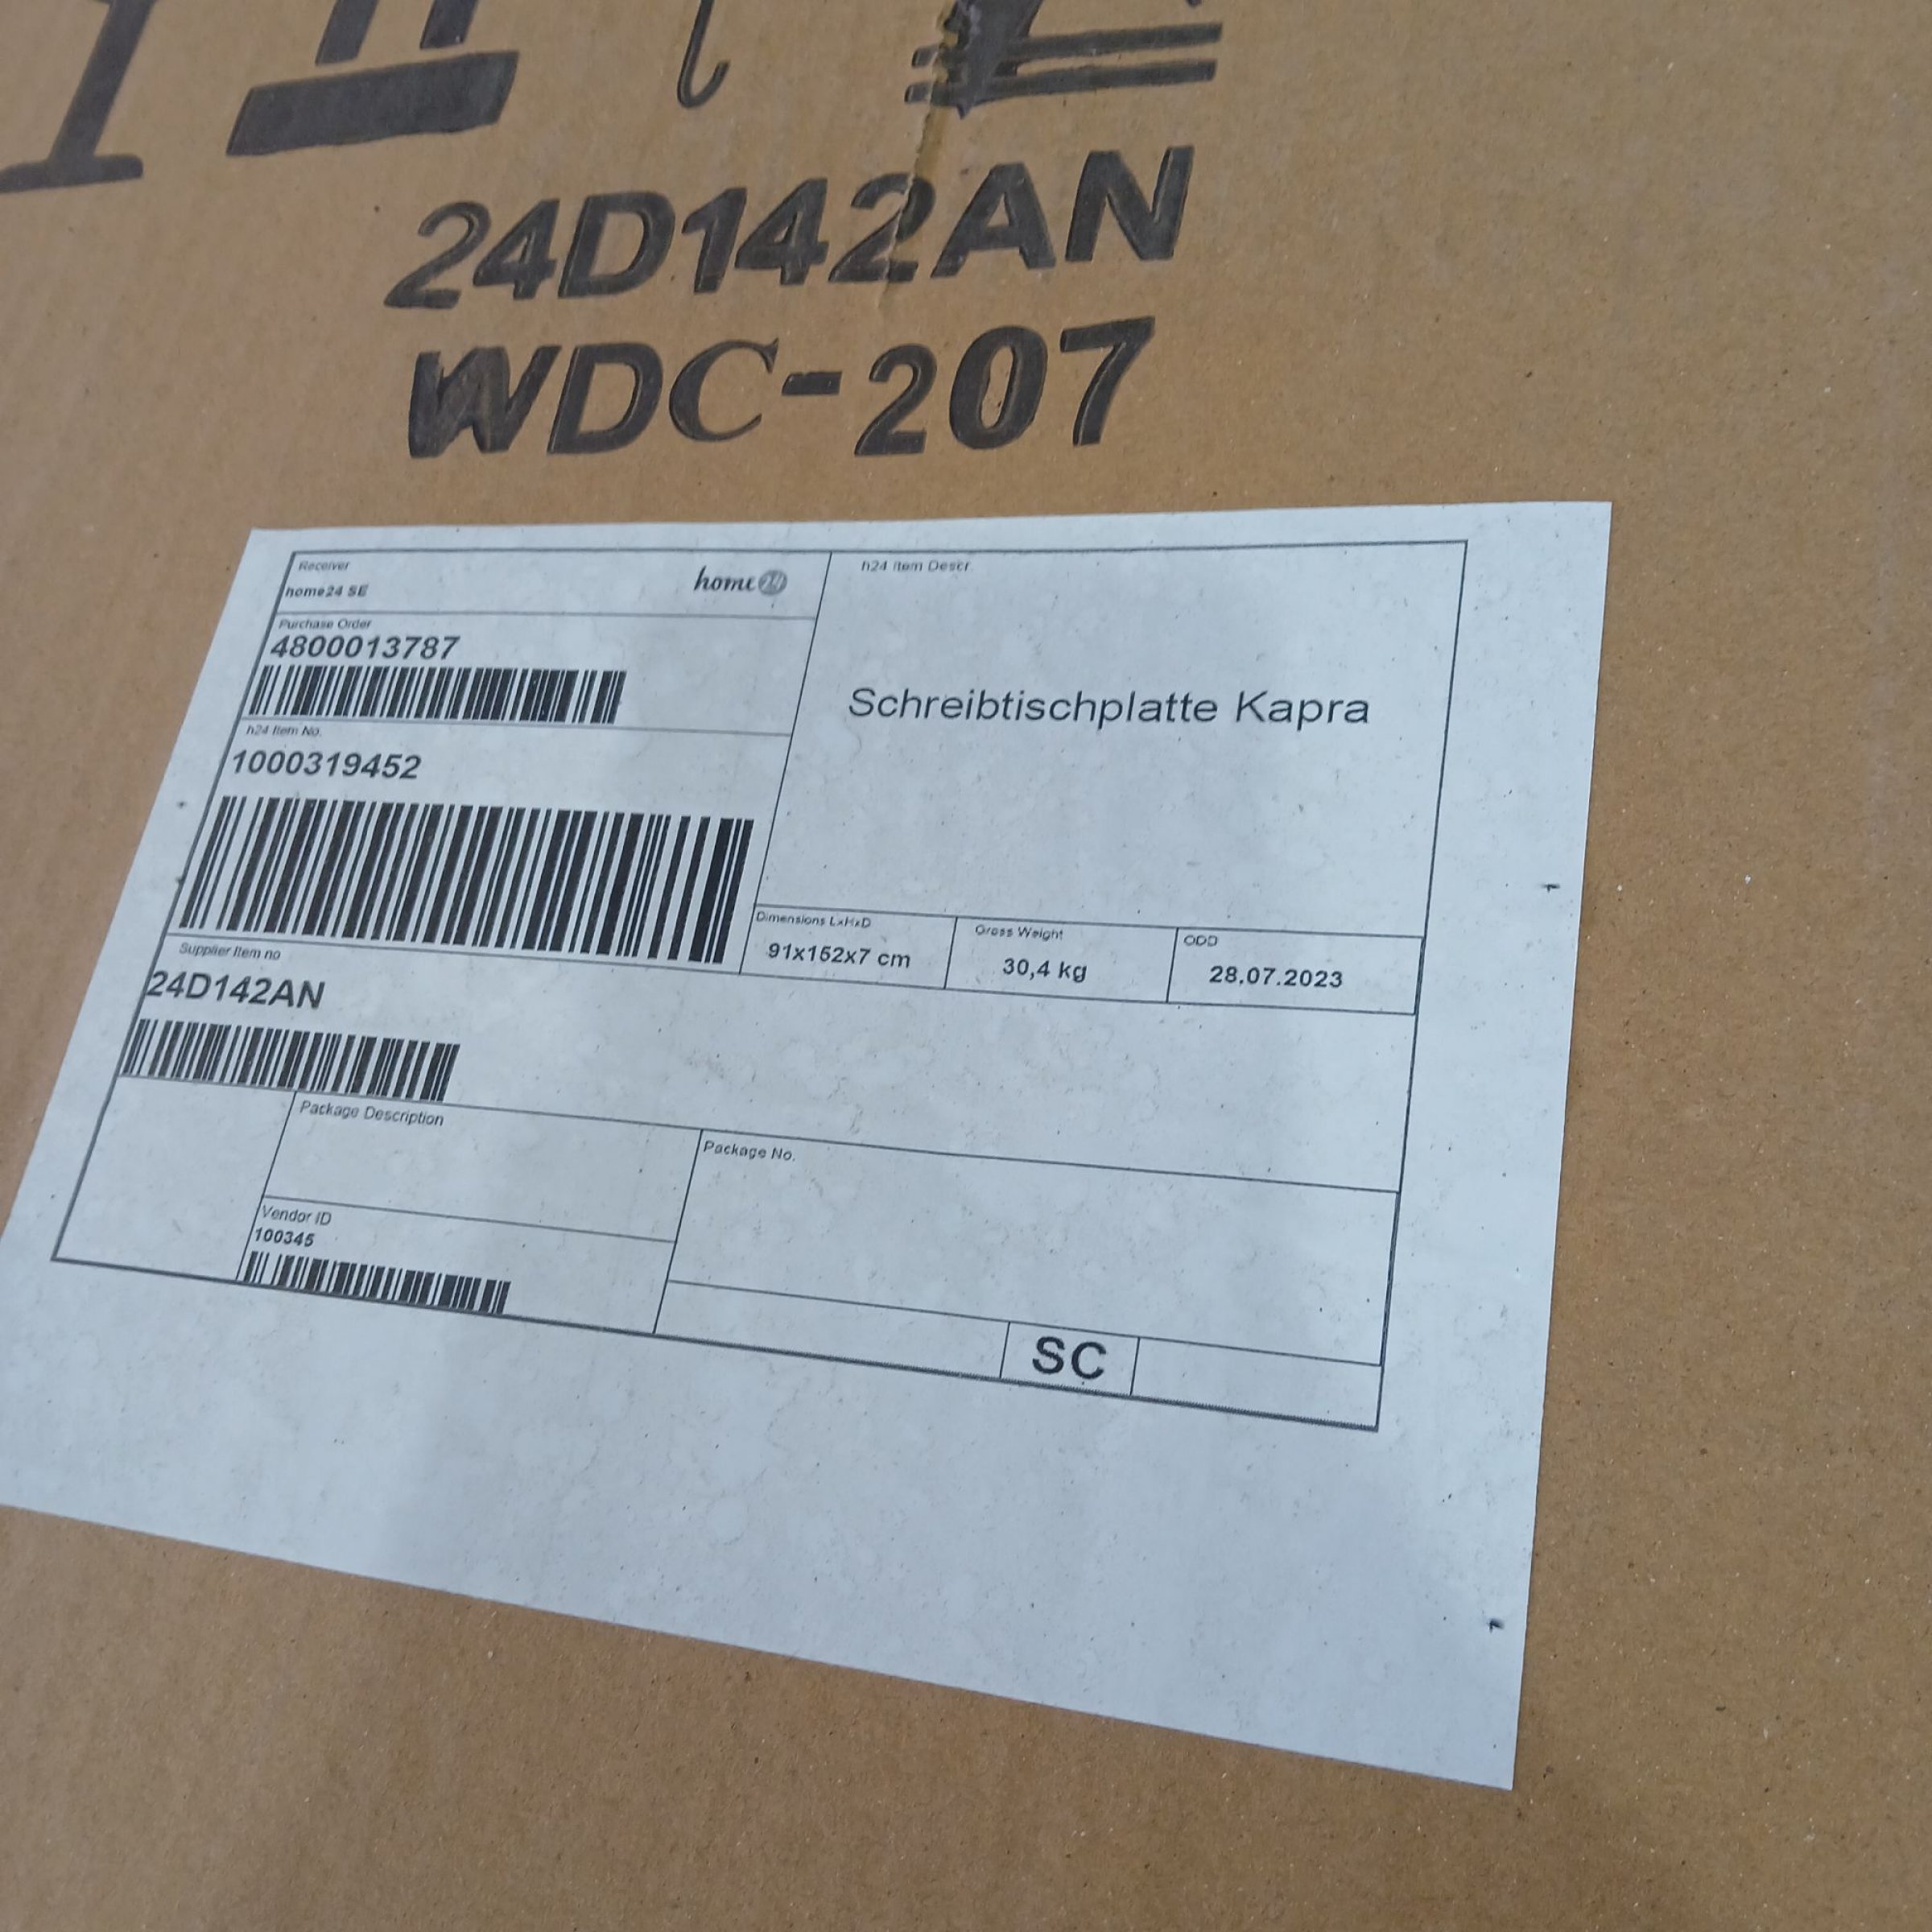 24D142AN
WDC-207
Receiver
home24 SE
home24
h24 Item Descr.
Purchase Order
4800013787
Schreibtischplatte Kapra
h24 Item No.
1000319452
Dimensions LxHxD
91x152x7 cm
Gross Weight
30,4 kg
ODD
28.07.2023
Supplier Item no
24D142AN
Package Description
Package No.
Vendor ID
100345
SC